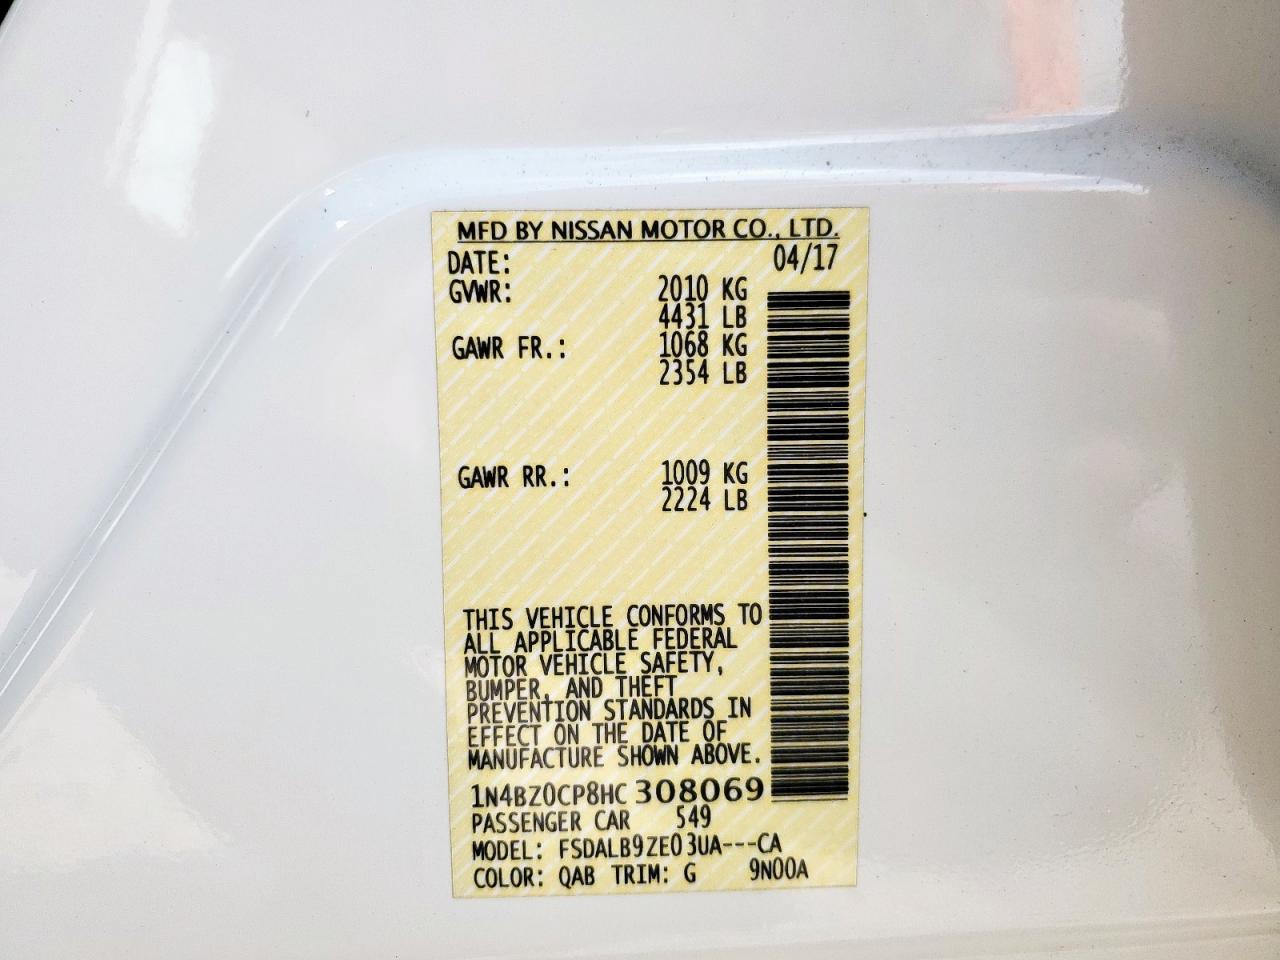 MFD BY NISSAN MOTOR CO., LTD.
DATE: 04/17
GVWR: 2010 KG
4431 LB
GAWR FR.: 1068 KG
2354 LB
GAWR RR.: 1009 KG
2224 LB
THIS VEHICLE CONFORMS TO
ALL APPLICABLE FEDERAL
MOTOR VEHICLE SAFETY,
BUMPER, AND THEFT
PREVENTION STANDARDS IN
EFFECT ON THE DATE OF
MANUFACTURE SHOWN ABOVE.
1N4BZ0CP8HC308069
PASSENGER CAR 549
MODEL: FSDALB9ZE03UA---CA
COLOR: QAB TRIM: G 9N00A